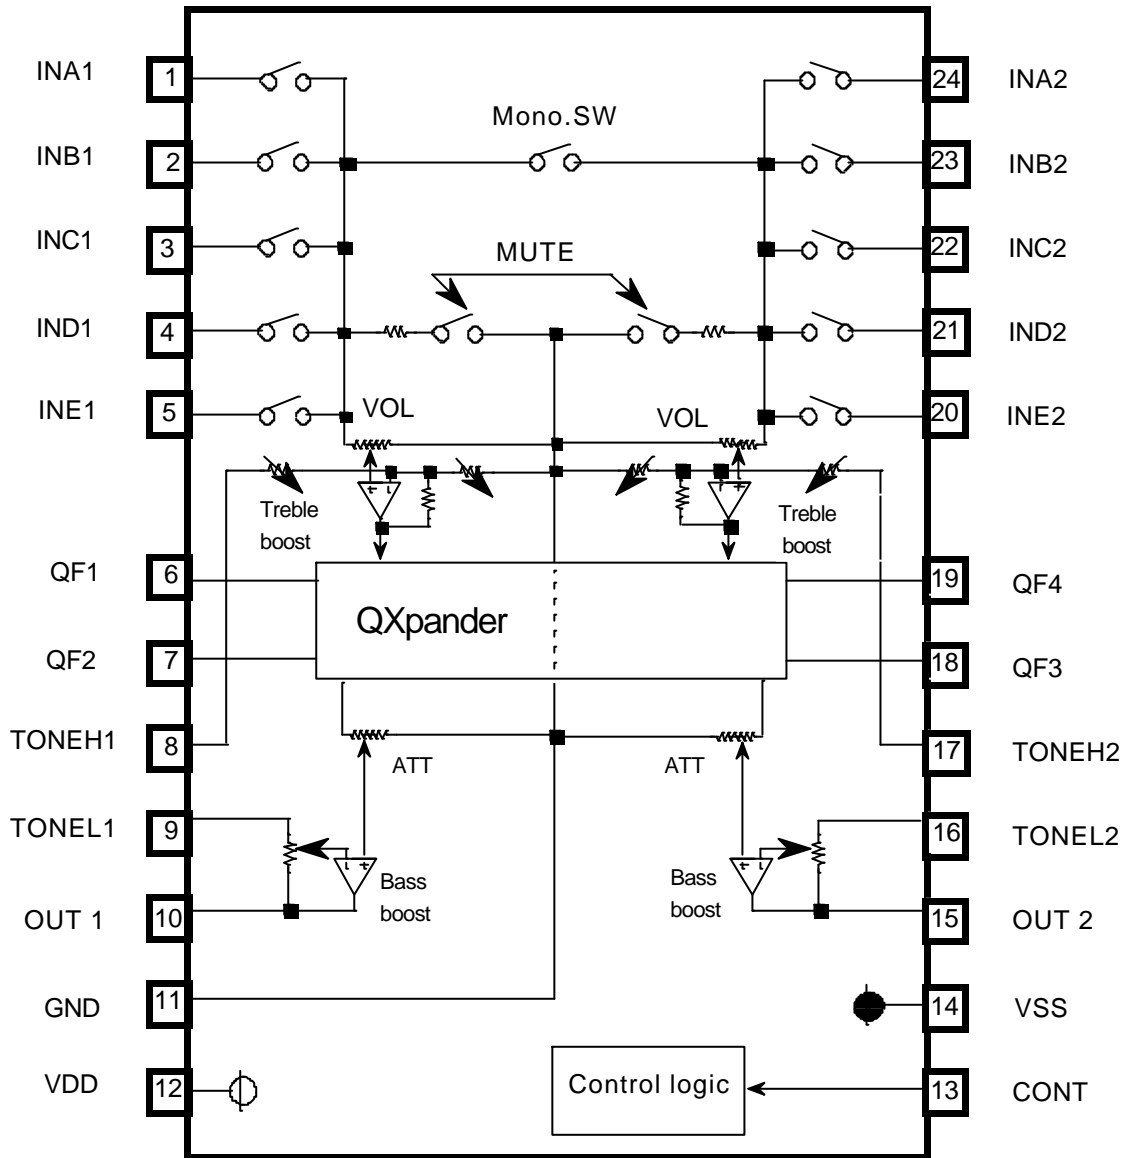 INA1 1 24 INA2
Mono.SW
INB1 2 23 INB2
INC1 3 22 INC2
MUTE
IND1 4 21 IND2
INE1 5 VOL VOL 20 INE2
Treble
boost
Treble
boost
QF1 6 19 QF4
QXpander
QF2 7 18 QF3
TONEH1 8 17 TONEH2
ATT ATT
TONEL1 9 16 TONEL2
Bass
boost
Bass
boost
OUT 1 10 15 OUT 2
GND 11 14 VSS
VDD 12 Control logic 13 CONT